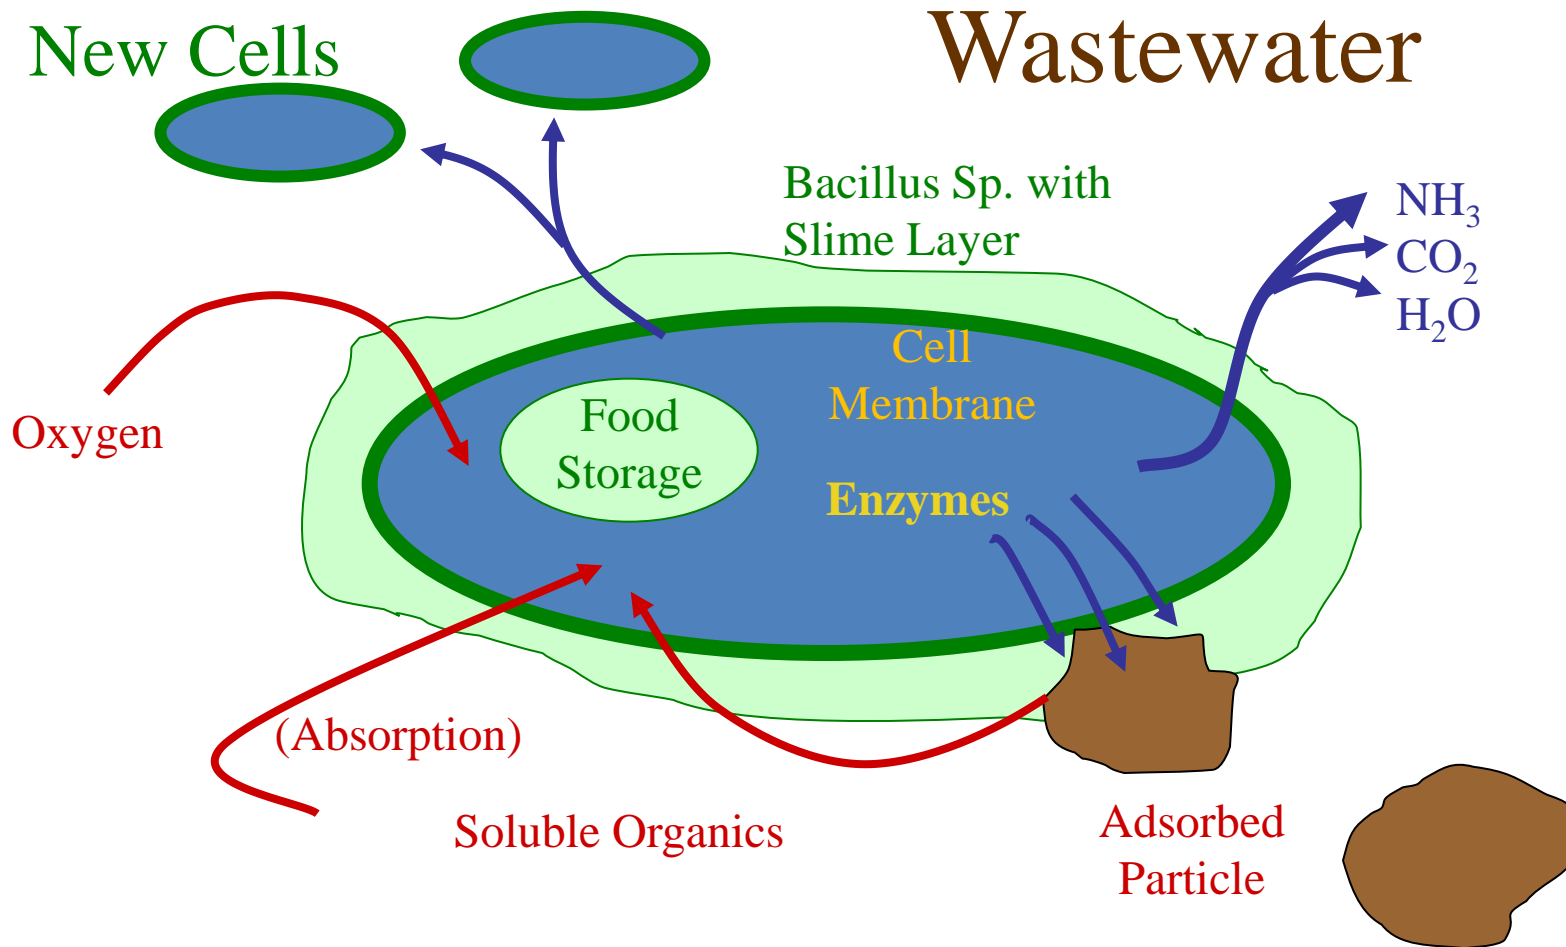 New Cells
Wastewater
Bacillus Sp. with
Slime Layer
NH₃
CO₂
H₂O
Cell
Membrane
Food
Storage
Oxygen
Enzymes
(Absorption)
Soluble Organics
Adsorbed
Particle